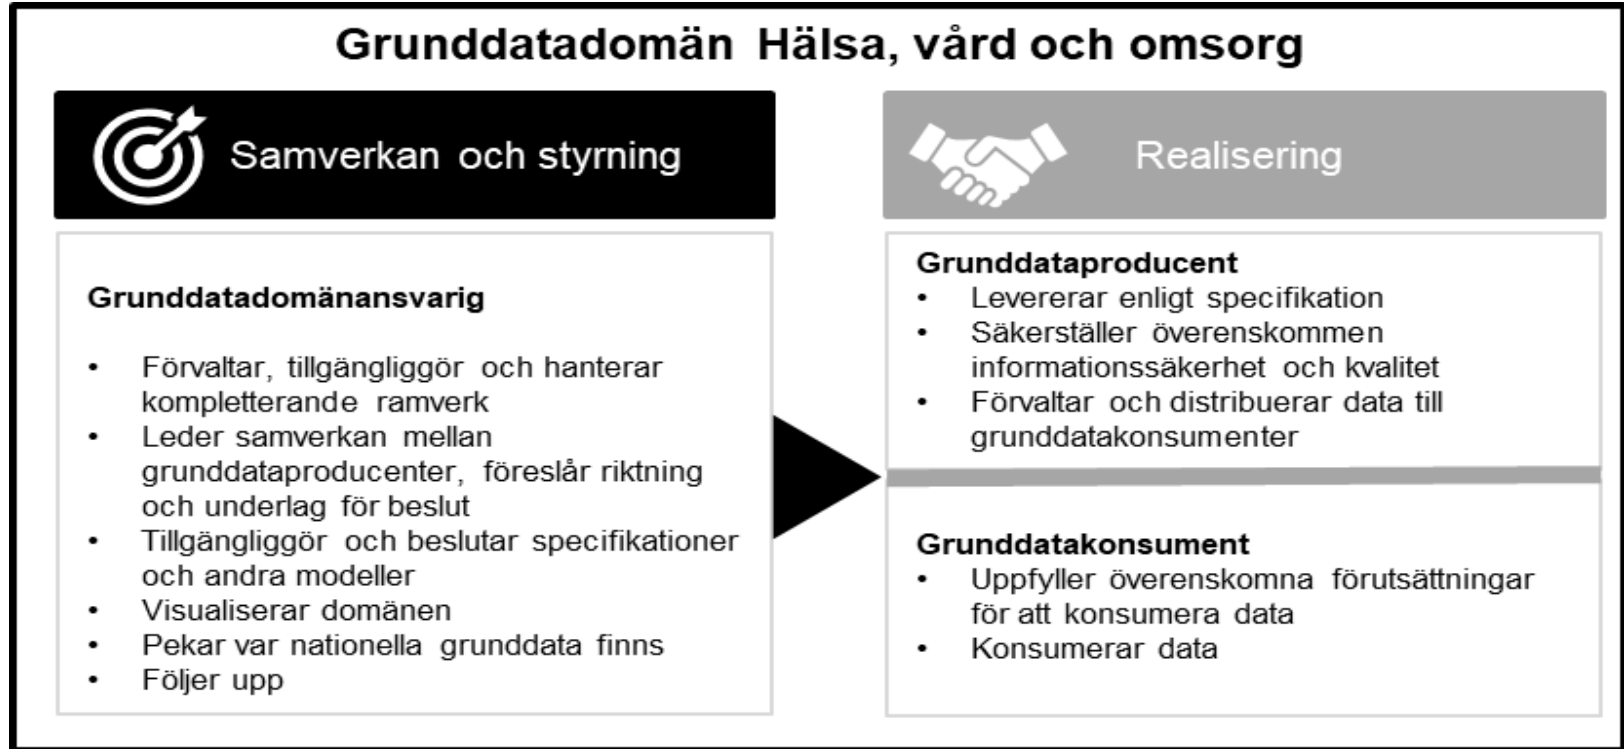 Grunddatadomän Hälsa, vård och omsorg
Samverkan och styrning
Grunddatadomänansvarig
• Förvaltar, tillgängliggör och hanterar
kompletterande ramverk
• Leder samverkan mellan
grunddataproducenter, föreslår riktning
och underlag för beslut
• Tillgängliggör och beslutar specifikationer
och andra modeller
• Visualiserar domänen
• Pekar var nationella grunddata finns
• Följer upp
Realisering
Grunddataproducent
• Levererar enligt specifikation
• Säkerställer överenskommen
informationssäkerhet och kvalitet
• Förvaltar och distribuerar data till
grunddatakonsumenter
Grunddatakonsument
• Uppfyller överenskomna förutsättningar
för att konsumera data
• Konsumerar data